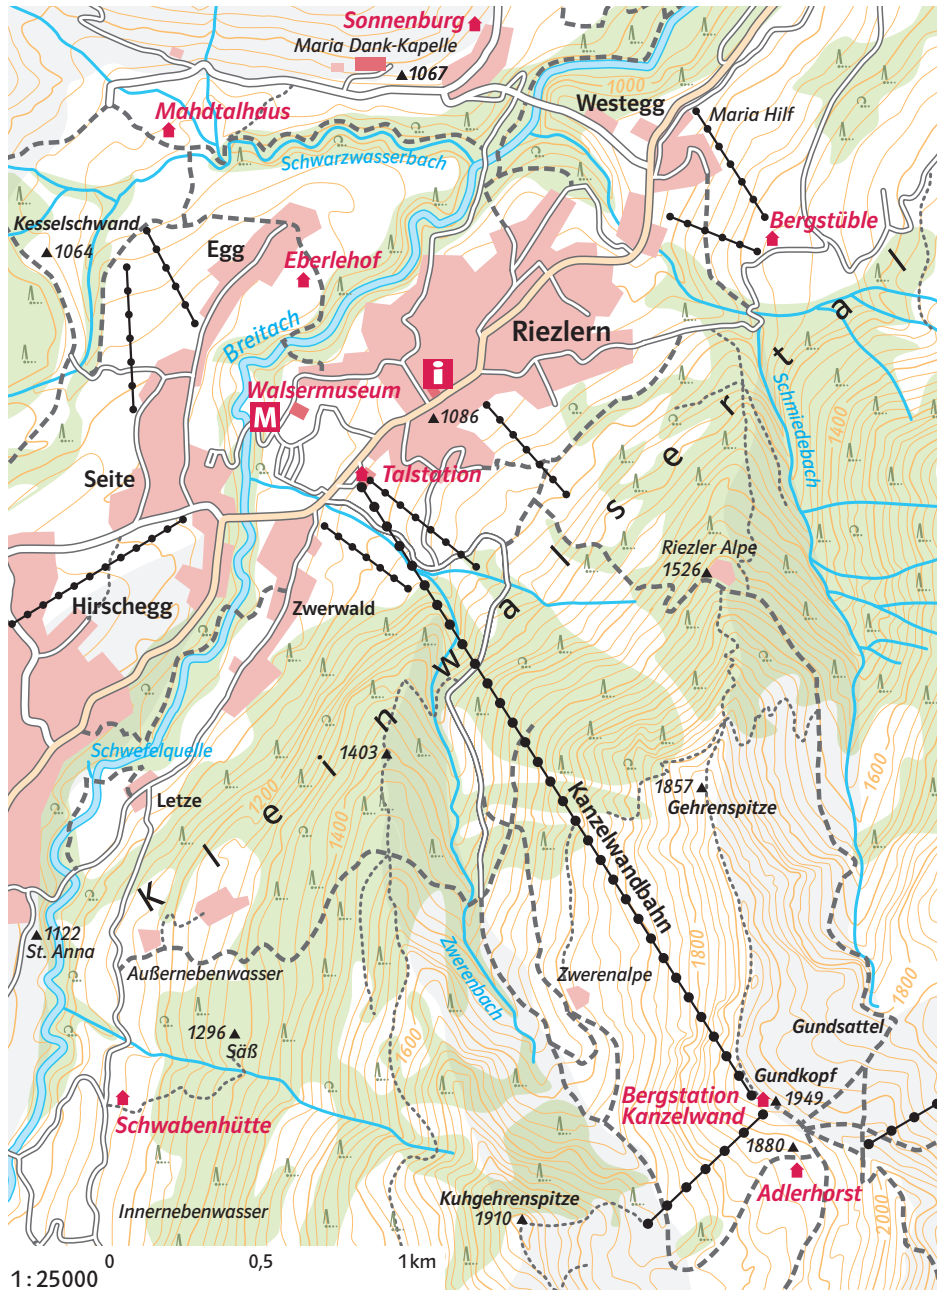 Sonnenburg
Maria Dank-Kapelle
1067
1000
Westegg
Maria Hilf
Mahdtalhaus
Schwarzwasserbach
Kesselschwand
1064
Egg
Eberlehof
Bergstüble
Breitach
Riezlern
i
Walsermuseum
M
1086
Schmiedebach
1400
Seite
Talstation
Riezler Alpe
1526
Hirschegg
Zwerwald
Kleinwalsertal
Schwefelquelle
1403
1200
1400
Letze
1857
Gehrenspitze
1600
Kanzelwandbahn
1122
St. Anna
Außernebenwasser
Zwerenbach
Zwerenalpe
1800
1800
1296
Säß
1600
Gundsattel
Gundkopf
1949
Bergstation
Kanzelwand
Schwabenhütte
1880
Adlerhorst
Kuhgehrenspitze
1910
2000
Innernebenwasser
0 0,5 1km
1:25000